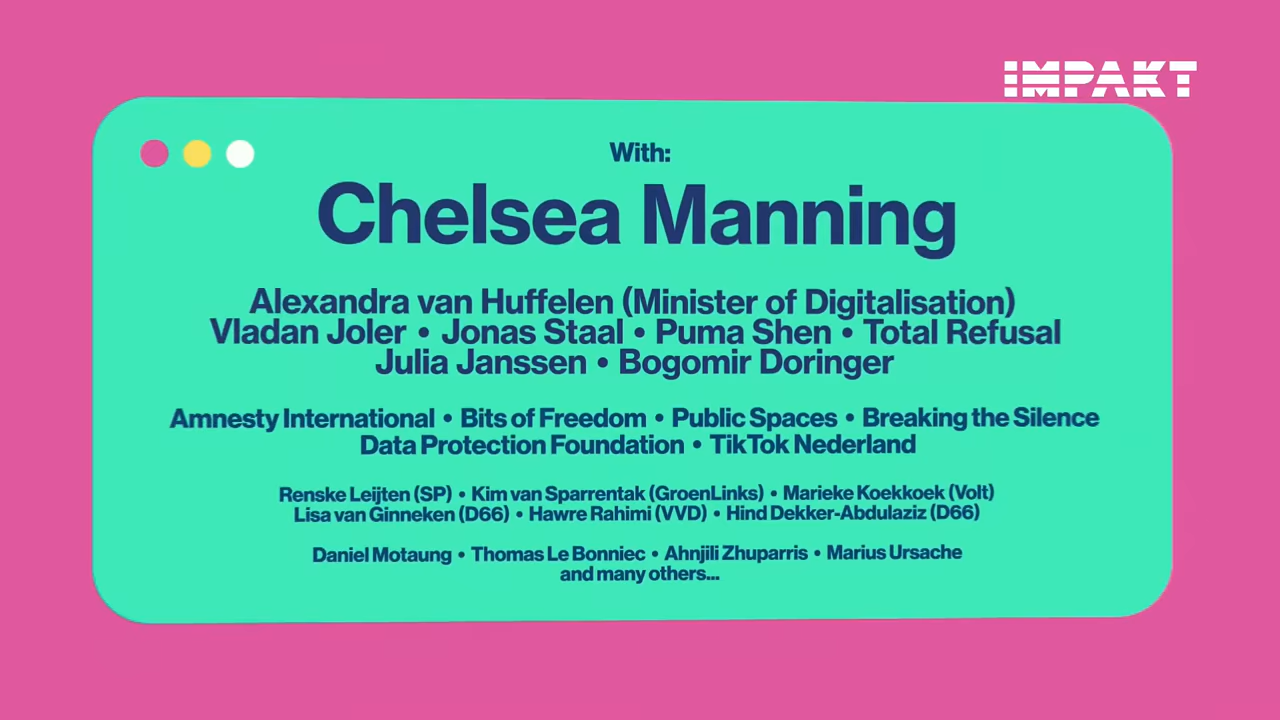 IMPAKT
With:
Chelsea Manning
Alexandra van Huffelen (Minister of Digitalisation)
Vladan Joler • Jonas Staal • Puma Shen • Total Refusal
Julia Janssen • Bogomir Doringer
Amnesty International • Bits of Freedom • Public Spaces • Breaking the Silence
Data Protection Foundation • TikTok Nederland
Renske Leijten (SP) • Kim van Sparrentak (GroenLinks) • Marieke Koekkoek (Volt)
Lisa van Ginneken (D66) • Hawre Rahimi (VVD) • Hind Dekker-Abdulaziz (D66)
Daniel Motaung • Thomas Le Bonniec • Ahnjili Zhuparris • Marius Ursache
and many others...